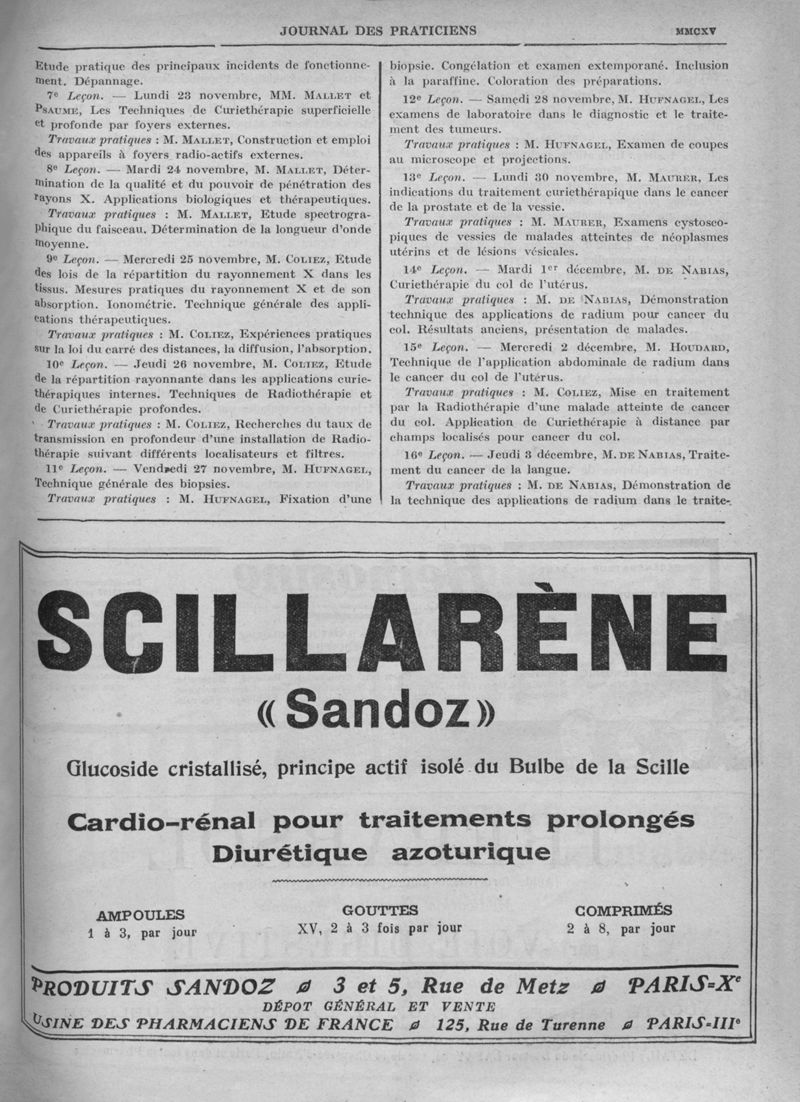 JOURNAL DES PRATICIENS
MMCXV
Etude pratique des principaux incidents de fonctionne-
ment. Dépannage.
7e Leçon. — Lundi 23 novembre, MM. MALLET et
PSAUME, Les Techniques de Curiethérapie superficielle
et profonde par foyers externes.
Travaux pratiques : M. MALLET, Construction et emploi
des appareils à foyers radio-actifs externes.
8e Leçon. — Mardi 24 novembre, M. MALLET, Déter-
mination de la qualité et du pouvoir de pénétration des
rayons X. Applications biologiques et thérapeutiques.
Travaux pratiques : M. MALLET, Etude spectrogra-
phique du faisceau. Détermination de la longueur d'onde
moyenne.
9e Leçon. — Mercredi 25 novembre, M. COLIEZ, Etude
des lois de la répartition du rayonnement X dans les
tissus. Mesures pratiques du rayonnement X et de son
absorption. Ionométrie. Technique générale des appli-
cations thérapeutiques.
Travaux pratiques : M. COLIEZ, Expériences pratiques
sur la loi du carré des distances, la diffusion, l'absorption.
10e Leçon. — Jeudi 26 novembre, M. COLIEZ, Etude
de la répartition rayonnante dans les applications curie-
thérapiques internes. Techniques de Radiothérapie et
de Curiethérapie profondes.
Travaux pratiques : M. COLIEZ, Recherches du taux de
transmission en profondeur d'une installation de Radio-
thérapie suivant différents localisateurs et filtres.
11e Leçon. — Vendredi 27 novembre, M. HUFNAGEL,
Technique générale des biopsies.
Travaux pratiques : M. HUFNAGEL, Fixation d'une
biopsie. Congélation et examen extemporané. Inclusion
à la paraffine. Coloration des préparations.
12e Leçon. — Samedi 28 novembre, M. HUFNAGEL, Les
examens de laboratoire dans le diagnostic et le traite-
ment des tumeurs.
Travaux pratiques : M. HUFNAGEL, Examen de coupes
au microscope et projections.
13e Leçon. — Lundi 30 novembre, M. MAURER, Les
indications du traitement curiethérapique dans le cancer
de la prostate et de la vessie.
Travaux pratiques : M. MAURER, Examens cystosco-
piques de vessies de malades atteintes de néoplasmes
utérins et de lésions vésicales.
14e Leçon. — Mardi 1er décembre, M. DE NABIAS,
Curiethérapie du col de l'utérus.
Travaux pratiques : M. DE NABIAS, Démonstration
technique des applications de radium pour cancer du
col. Résultats anciens, présentation de malades.
15e Leçon. — Mercredi 2 décembre, M. HOUDARD,
Technique de l'application abdominale de radium dans
le cancer du col de l'utérus.
Travaux pratiques : M. COLIEZ, Mise en traitement
par la Radiothérapie d'une malade atteinte de cancer
du col. Application de Curiethérapie à distance par
champs localisés pour cancer du col.
16e Leçon. — Jeudi 3 décembre, M. DE NABIAS, Traite-
ment du cancer de la langue.
Travaux pratiques : M. DE NABIAS, Démonstration de
la technique des applications de radium dans le traite-
SCILLARÈNE
« Sandoz »
Glucoside cristallisé, principe actif isolé du Bulbe de la Scille
Cardio-rénal pour traitements prolongés
Diurétique azoturique
AMPOULES
1 à 3, par jour
GOUTTES
XV, 2 à 3 fois par jour
COMPRIMÉS
2 à 8, par jour
PRODUITS SANDOZ 3 et 5, Rue de Metz PARIS-Xe
DÉPOT GÉNÉRAL ET VENTE
USINE DES PHARMACIENS DE FRANCE 125, Rue de Turenne PARIS-IIIe